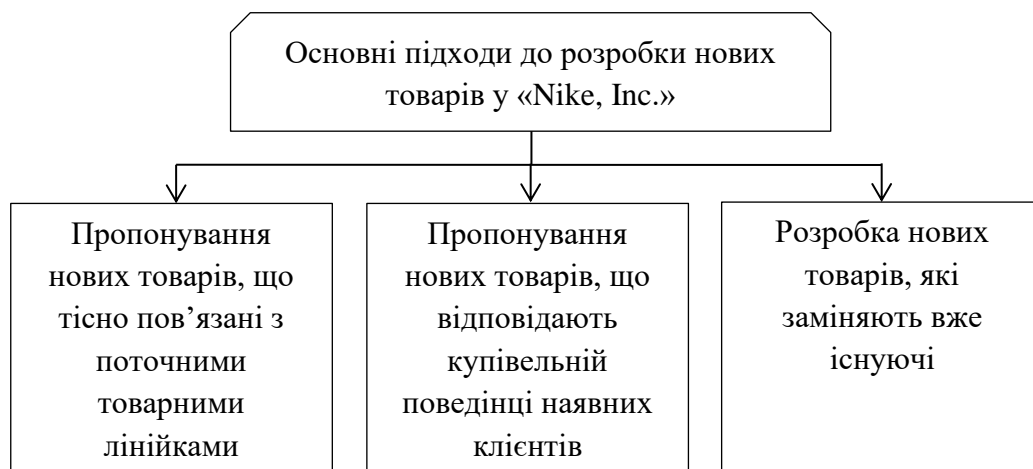 Основні підходи до розробки нових
товарів у «Nike, Inc.»
Пропонування
нових товарів, що
тісно пов’язані з
поточними
товарними
лінійками
Пропонування
нових товарів, що
відповідають
купівельній
поведінці наявних
клієнтів
Розробка нових
товарів, які
заміняють вже
існуючі